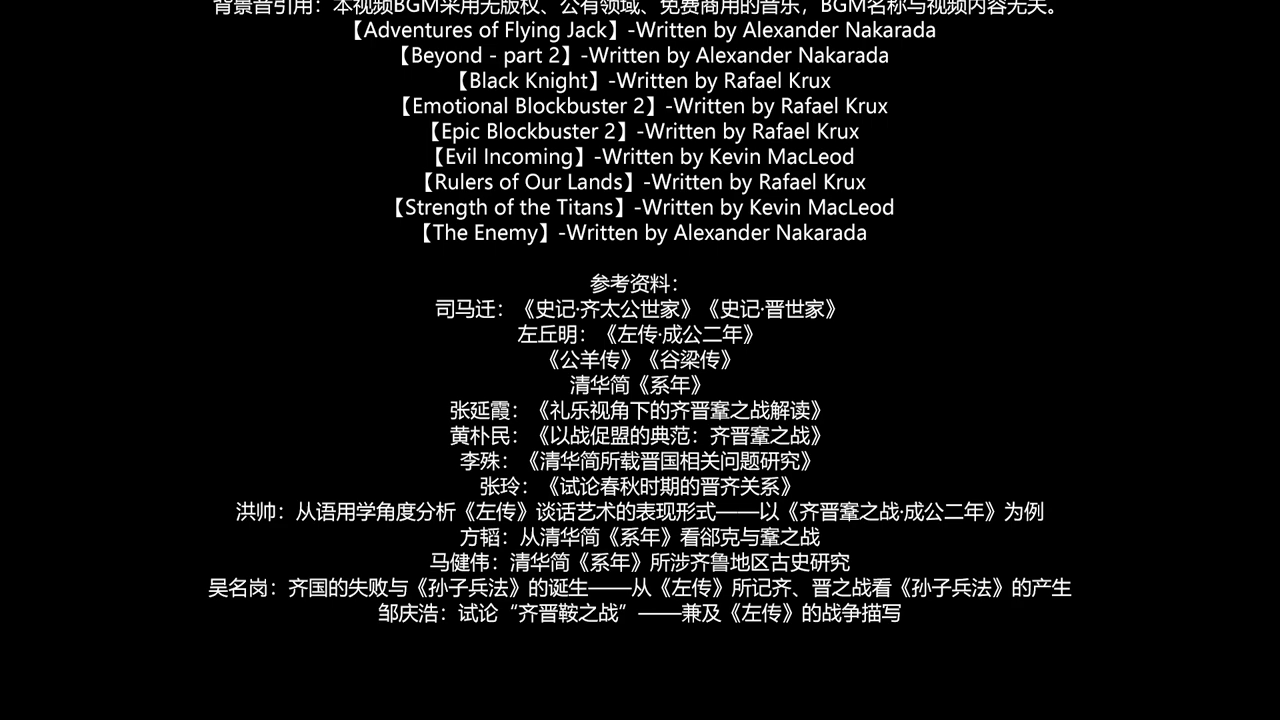 背景音引用：本视频BGM采用无版权、公有领域、免费商用的音乐，BGM名称与视频内容无关。
【Adventures of Flying Jack】-Written by Alexander Nakarada
【Beyond - part 2】-Written by Alexander Nakarada
【Black Knight】-Written by Rafael Krux
【Emotional Blockbuster 2】-Written by Rafael Krux
【Epic Blockbuster 2】-Written by Rafael Krux
【Evil Incoming】-Written by Kevin MacLeod
【Rulers of Our Lands】-Written by Rafael Krux
【Strength of the Titans】-Written by Kevin MacLeod
【The Enemy】-Written by Alexander Nakarada
参考资料：
司马迁：《史记·齐太公世家》《史记·晋世家》
左丘明：《左传·成公二年》
《公羊传》《谷梁传》
清华简《系年》
张延霞：《礼乐视角下的齐晋鞌之战解读》
黄朴民：《以战促盟的典范：齐晋鞌之战》
李殊：《清华简所载晋国相关问题研究》
张玲：《试论春秋时期的晋齐关系》
洪帅：从语用学角度分析《左传》谈话艺术的表现形式——以《齐晋鞌之战·成公二年》为例
方韬：从清华简《系年》看郤克与鞌之战
马健伟：清华简《系年》所涉齐鲁地区古史研究
吴名岗：齐国的失败与《孙子兵法》的诞生——从《左传》所记齐、晋之战看《孙子兵法》的产生
邹庆浩：试论“齐晋鞍之战”——兼及《左传》的战争描写